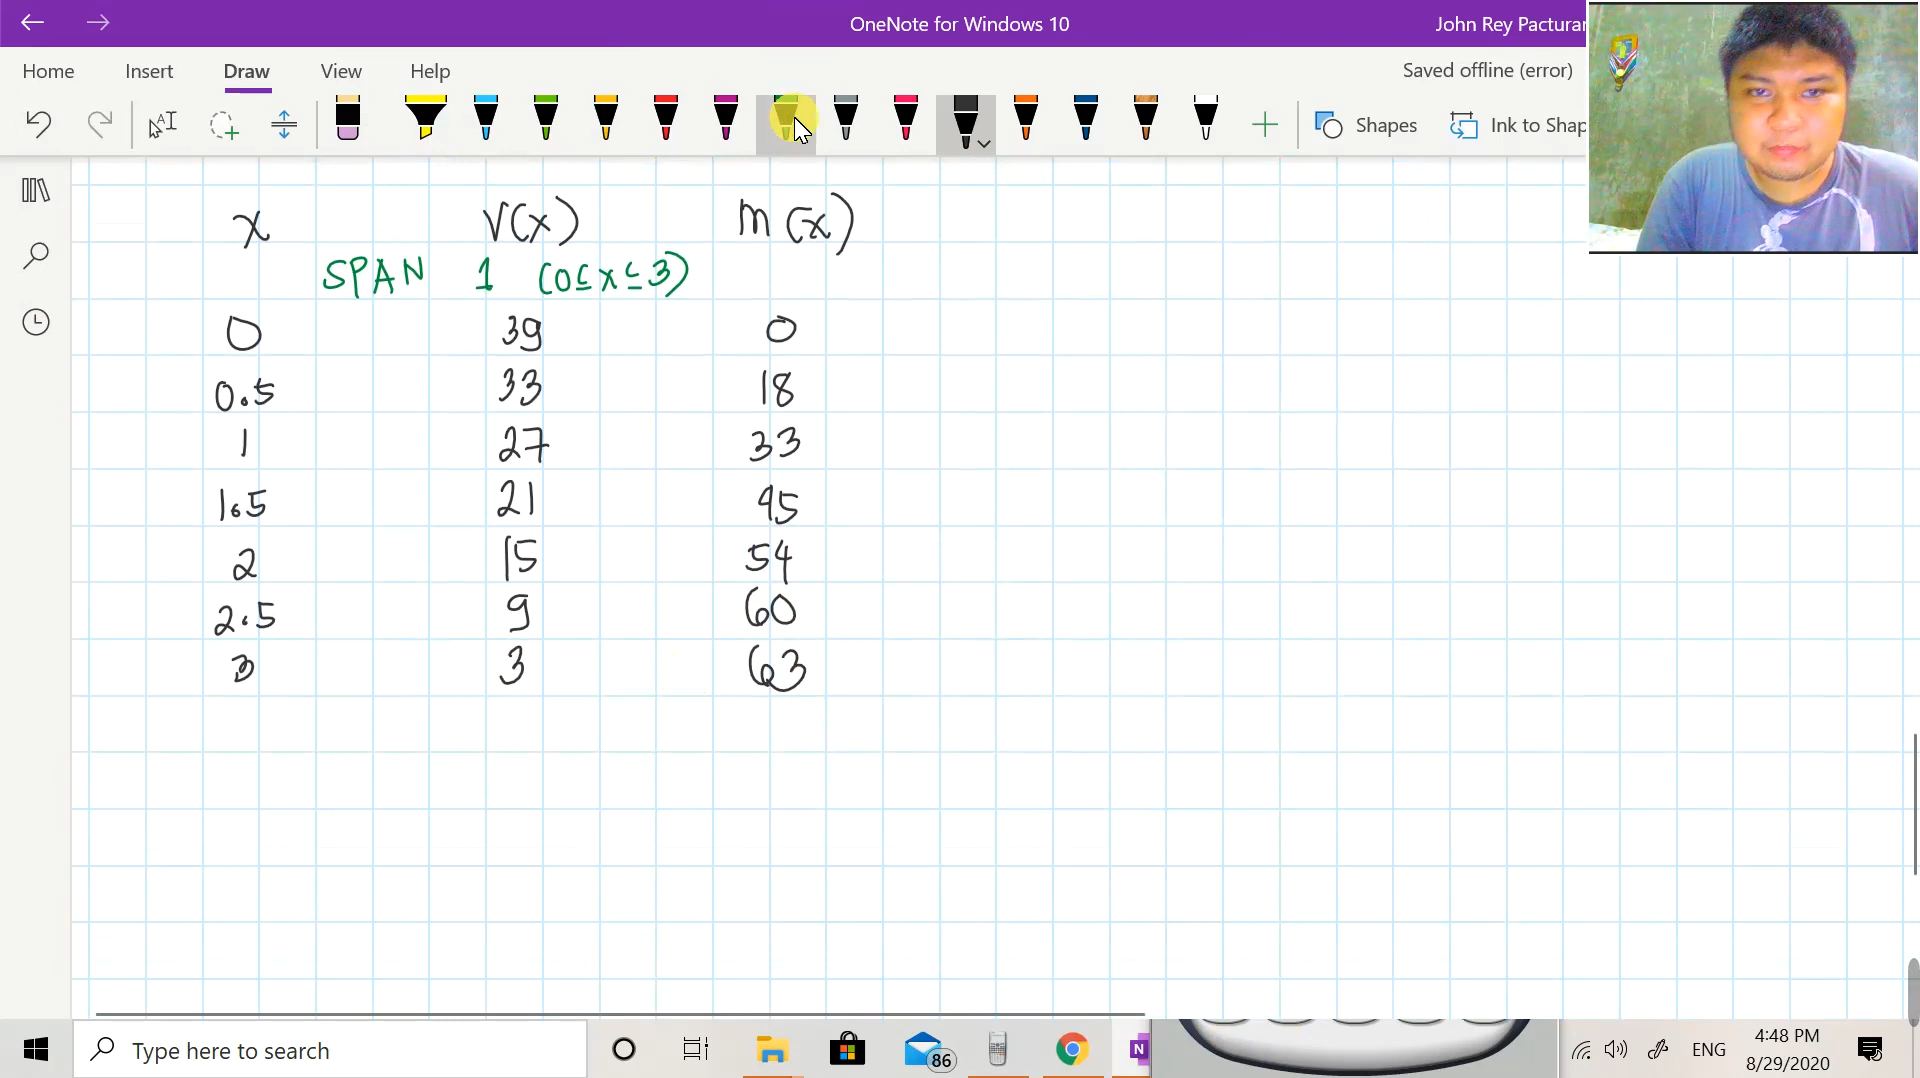 OneNote for Windows 10
John Rey Pacturan
Home Insert Draw View Help
Saved offline (error)
Shapes Ink to Shap
x V(x) M(x)
SPAN 1 (0≤x≤3)
0 39 0
0.5 33 18
1 27 33
1.5 21 45
2 15 54
2.5 9 60
3 3 63
Type here to search
86
N
ENG
4:48 PM
8/29/2020